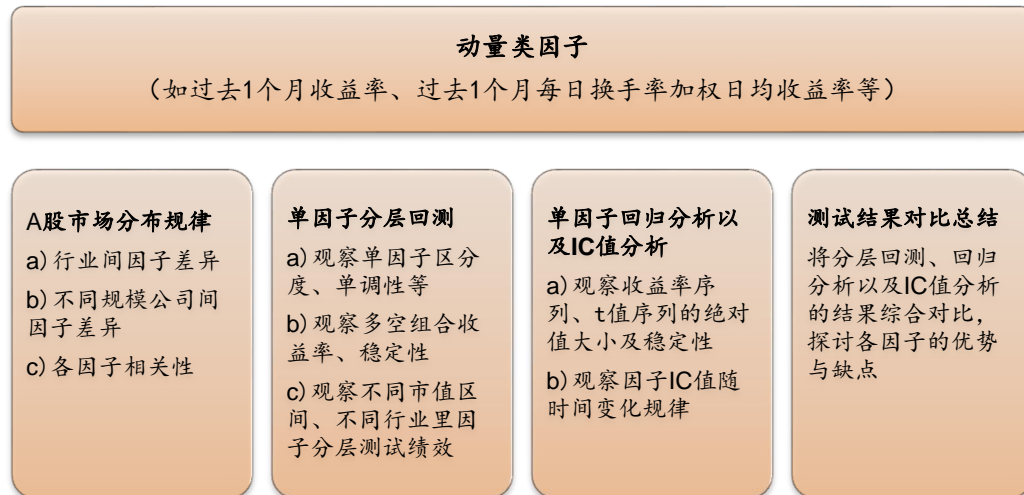 动量类因子
（如过去1个月收益率、过去1个月每日换手率加权日均收益率等）
A股市场分布规律
a)行业间因子差异
b)不同规模公司间
因子差异
c)各因子相关性
单因子分层回测
a)观察单因子区分
度、单调性等
b)观察多空组合收
益率、稳定性
c)观察不同市值区
间、不同行业里因
子分层测试绩效
单因子回归分析以
及IC值分析
a)观察收益率序
列、t值序列的绝对
值大小及稳定性
b)观察因子IC值随
时间变化规律
测试结果对比总结
将分层回测、回归
分析以及IC值分析
的结果综合对比，
探讨各因子的优势
与缺点